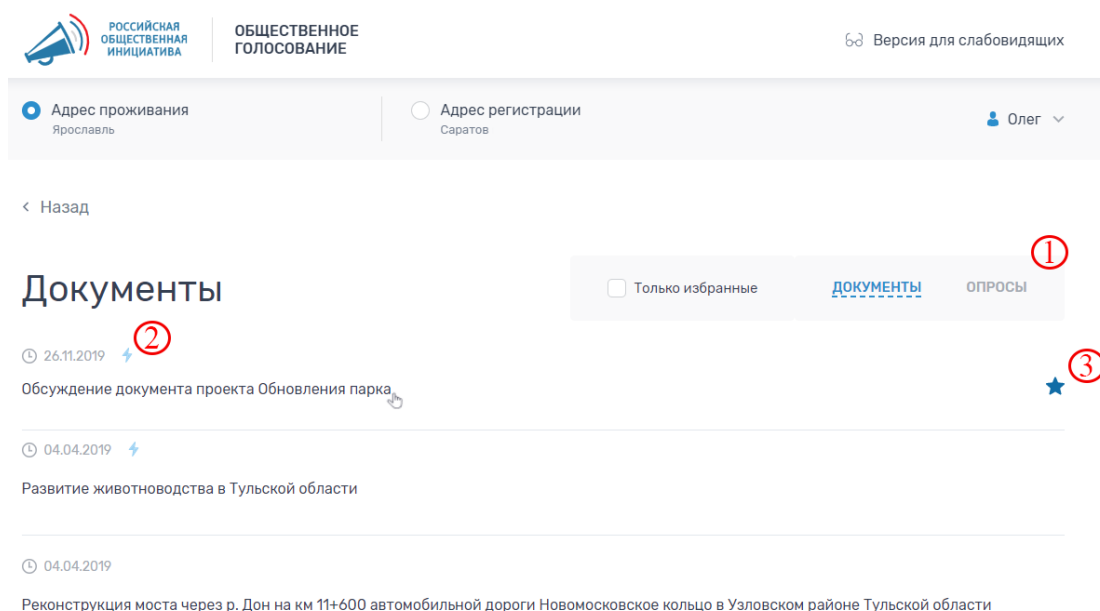 РОССИЙСКАЯ
ОБЩЕСТВЕННАЯ
ИНИЦИАТИВА
ОБЩЕСТВЕННОЕ
ГОЛОСОВАНИЕ
Версия для слабовидящих
Адрес проживания
Ярославль
Адрес регистрации
Саратов
Олег
Назад
Документы
Только избранные
ДОКУМЕНТЫ
ОПРОСЫ
1
26.11.2019
2
Обсуждение документа проекта Обновления парка
3
04.04.2019
Развитие животноводства в Тульской области
04.04.2019
Реконструкция моста через р. Дон на км 11+600 автомобильной дороги Новомосковское кольцо в Узловском районе Тульской области